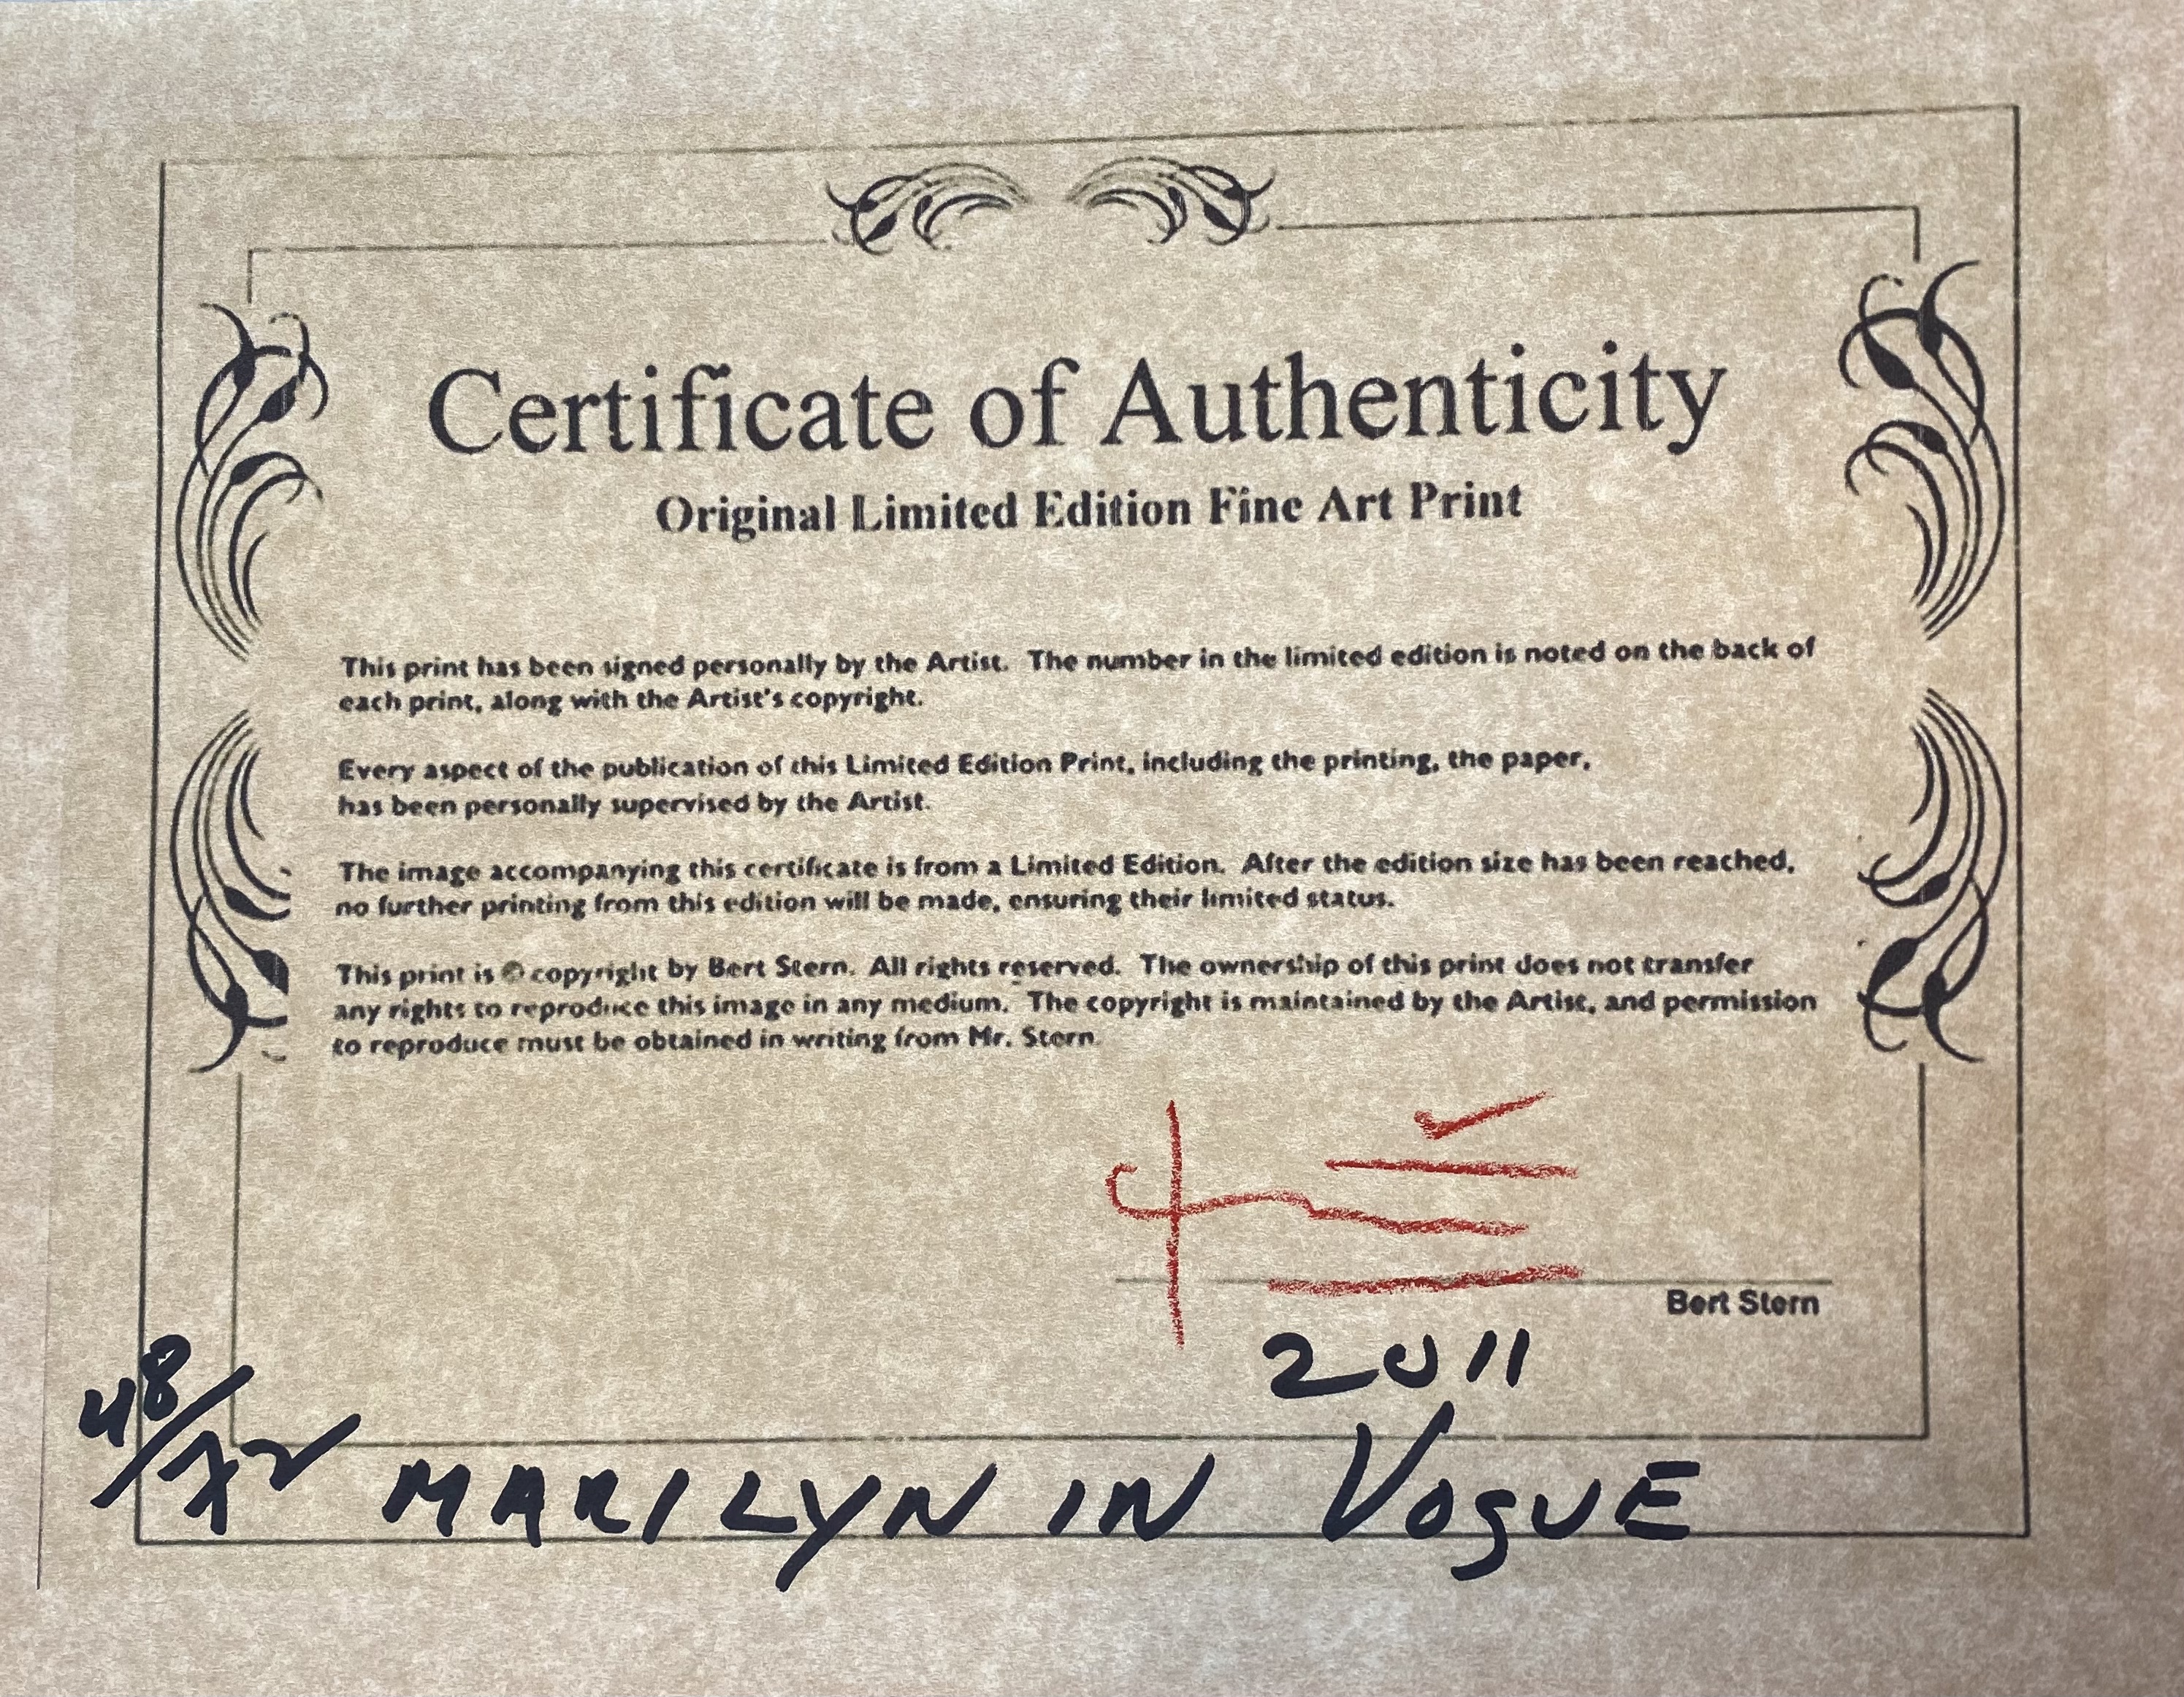 Certificate of Authenticity
Original Limited Edition Fine Art Print
This print has been signed personally by the Artist. The number in the limited edition is noted on the back of
each print, along with the Artist's copyright.
Every aspect of the publication of this Limited Edition Print, including the printing, the paper,
has been personally supervised by the Artist.
The image accompanying this certificate is from a Limited Edition. After the edition size has been reached,
no further printing from this edition will be made, ensuring their limited status.
This print is © copyright by Bert Stern. All rights reserved. The ownership of this print does not transfer
any rights to reproduce this image in any medium. The copyright is maintained by the Artist, and permission
to reproduce must be obtained in writing from Mr. Stern.
Bert Stern
2011
48/72 MARILYN IN VOGUE